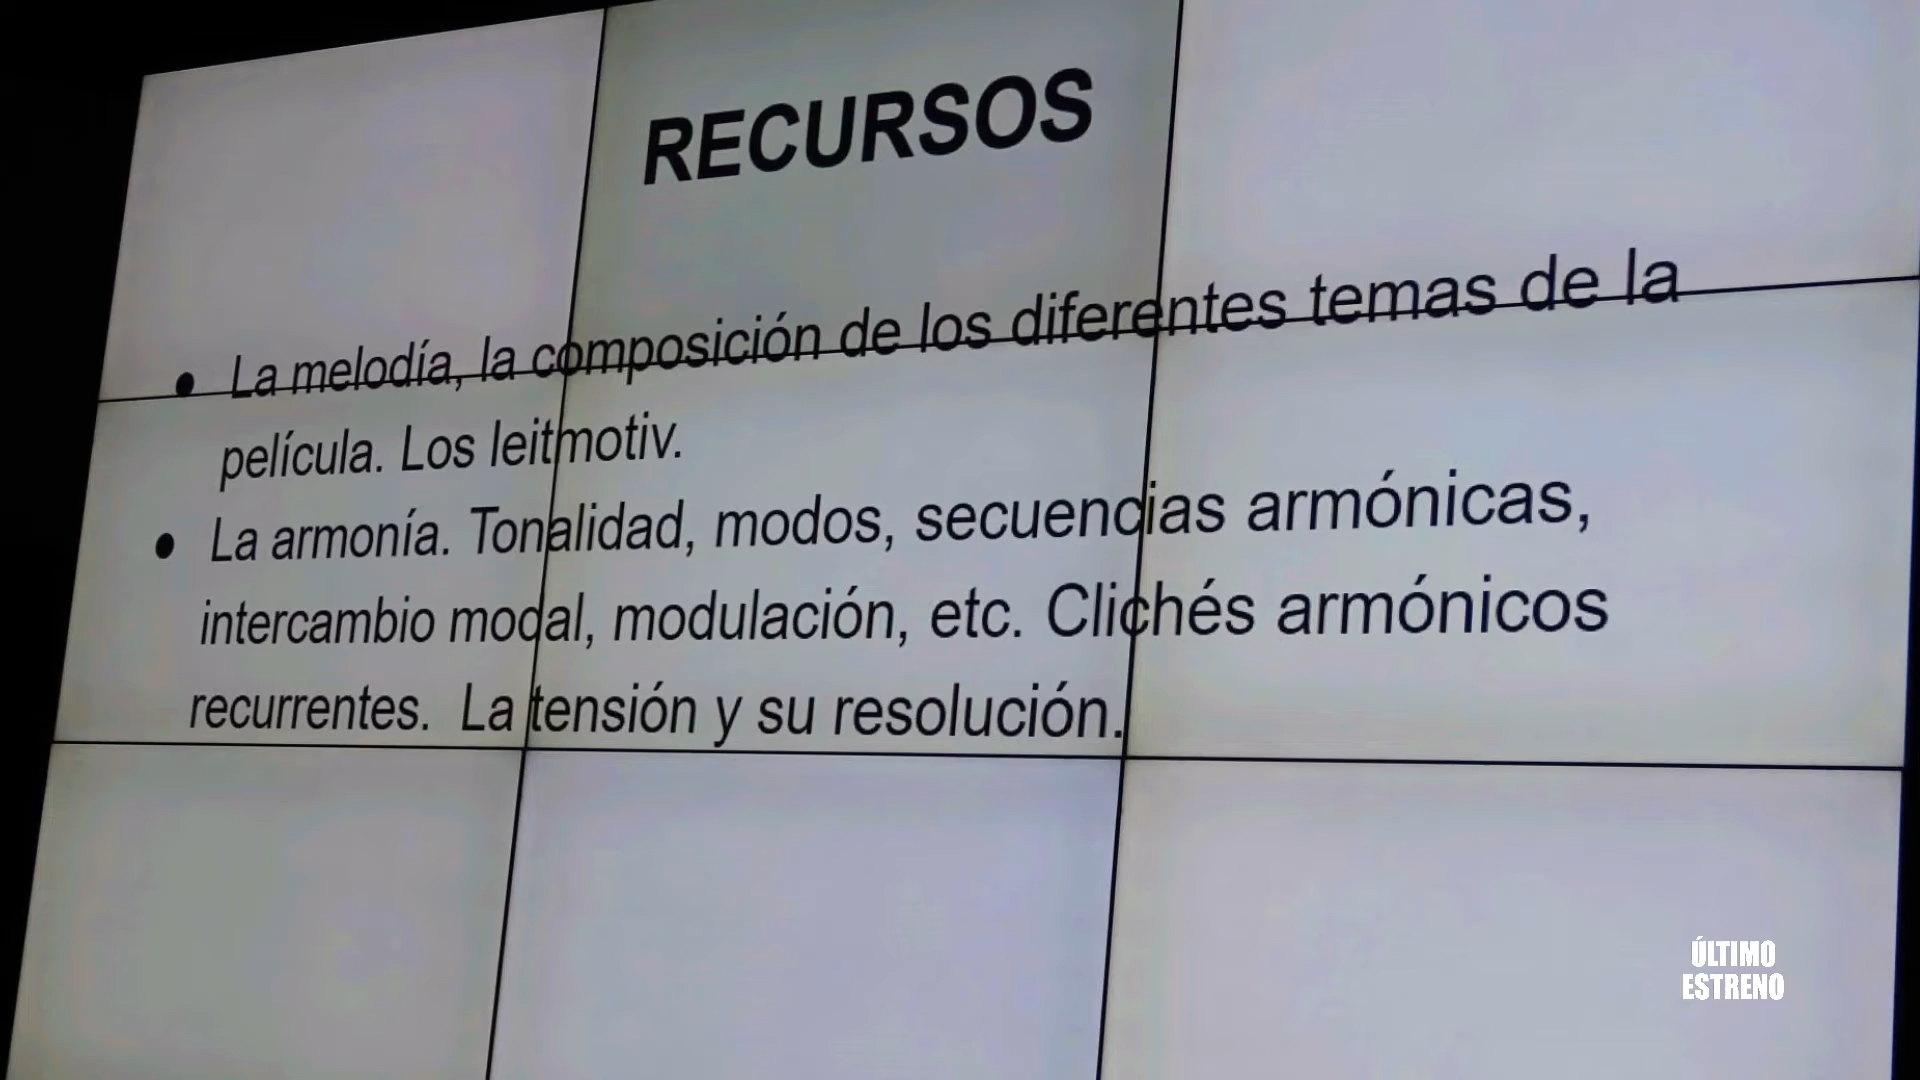 RECURSOS
● La melodía, la composición de los diferentes temas de la
película. Los leitmotiv.
● La armonía. Tonalidad, modos, secuencias armónicas,
intercambio modal, modulación, etc. Clichés armónicos
recurrentes. La tensión y su resolución.
ÚLTIMO
ESTRENO